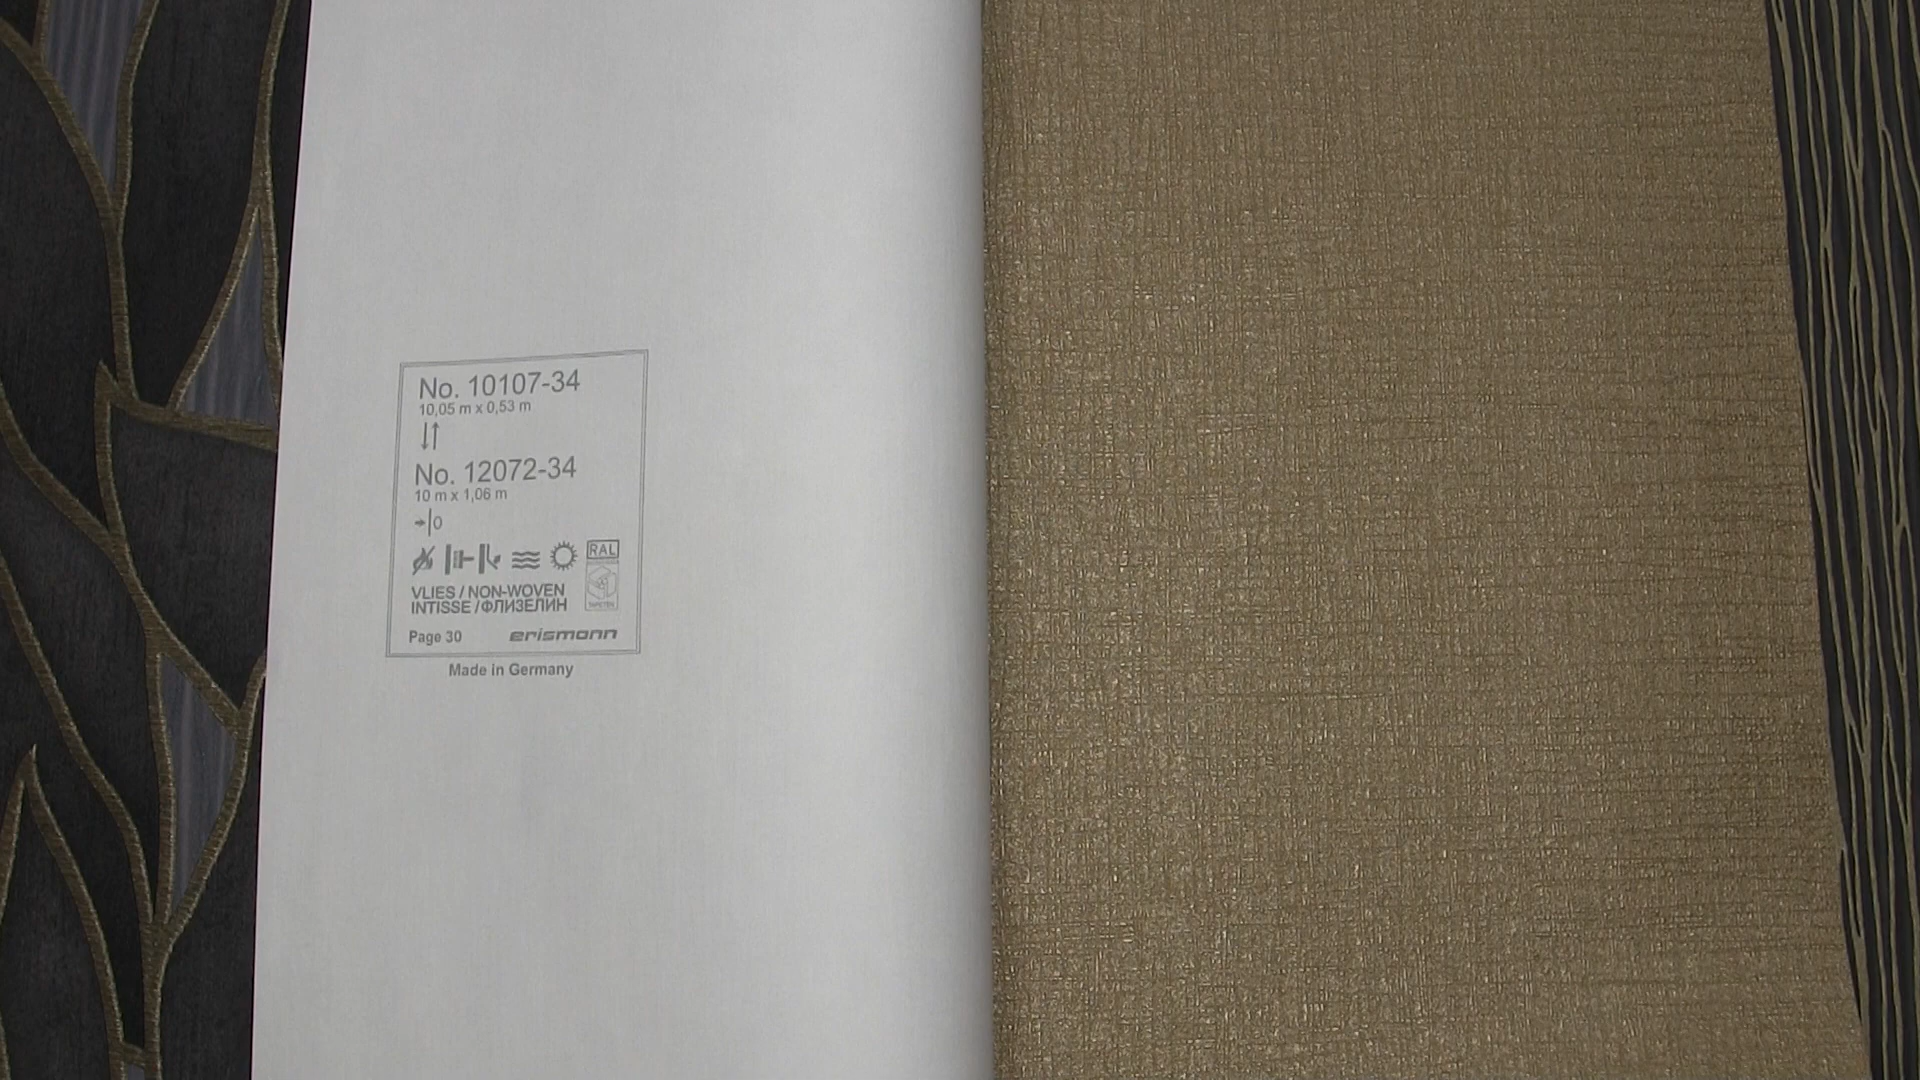 No. 10107-34
10,05 m x 0,53 m
No. 12072-34
10 m x 1,06 m
0
RAL
TAPETEN
VLIES / NON-WOVEN
INTISSE / ФЛИЗЕЛИН
Page 30 erismann
Made in Germany